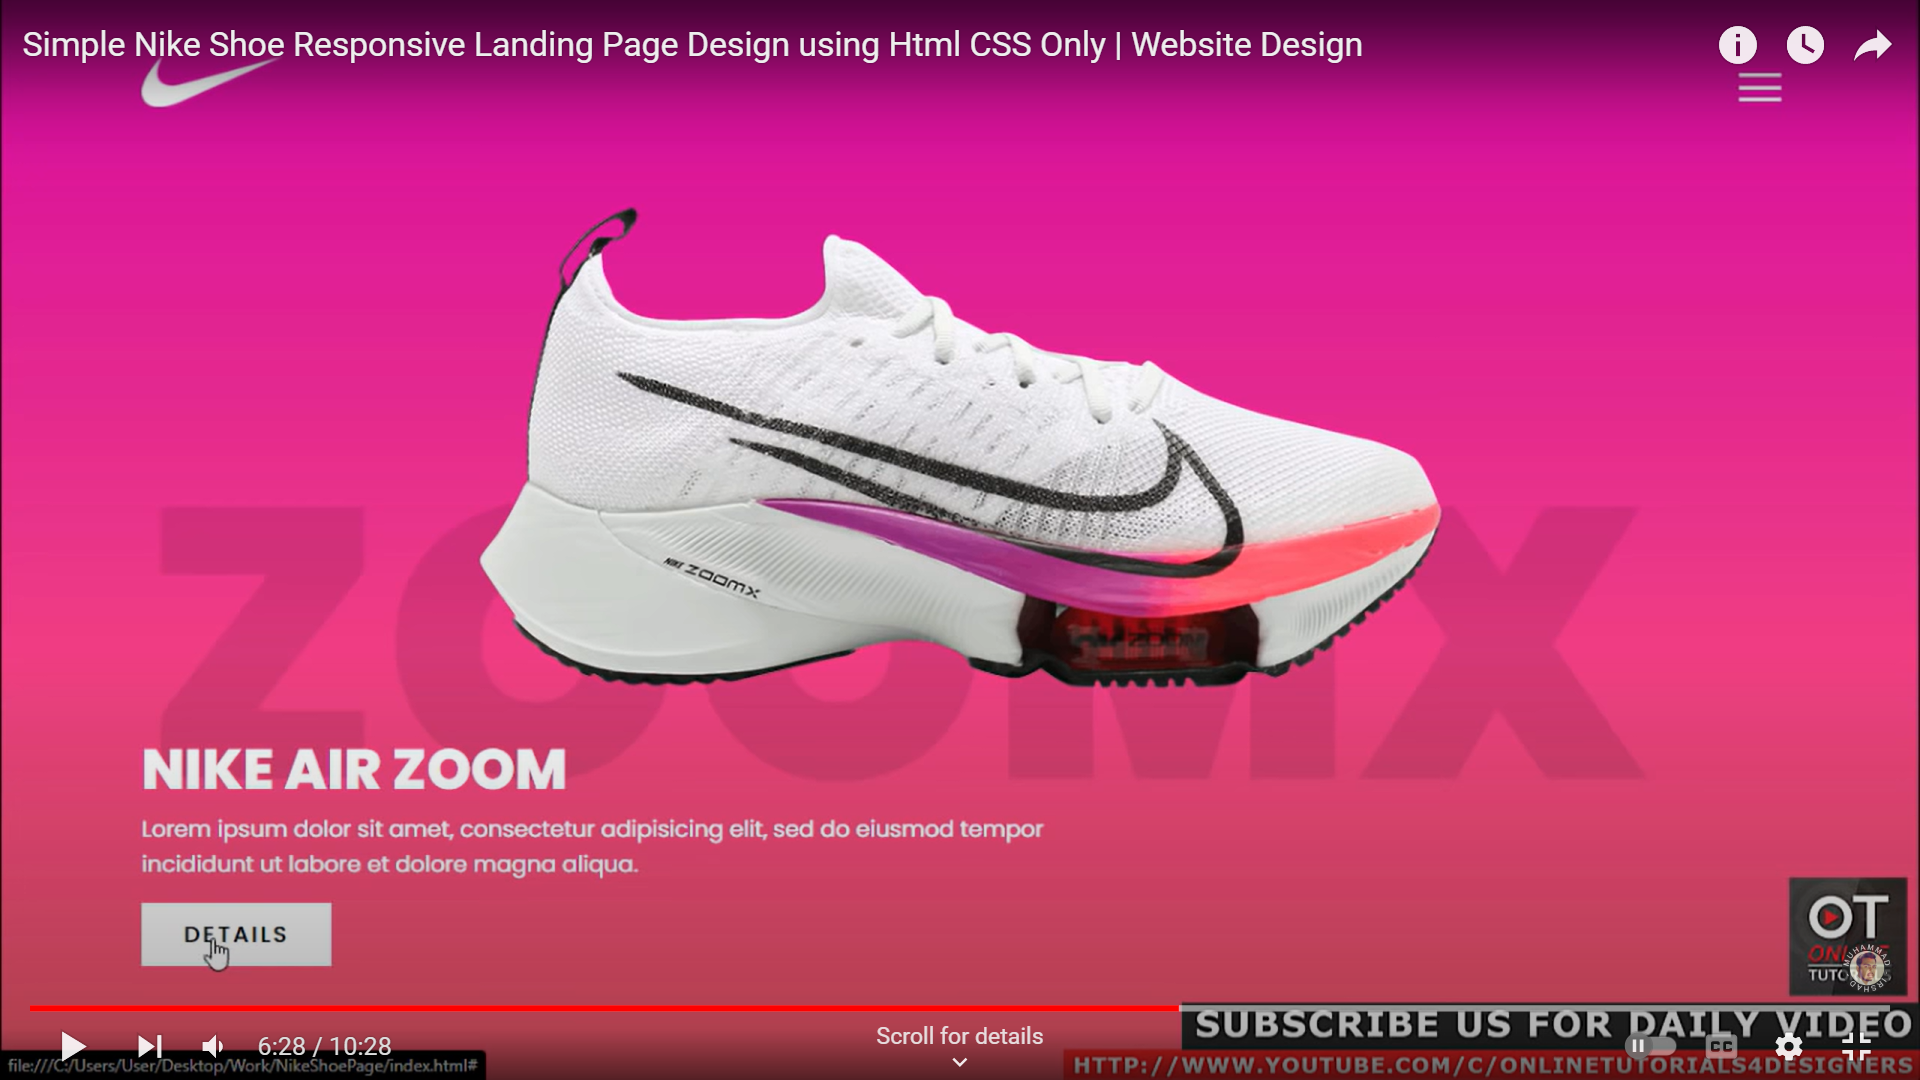 Simple Nike Shoe Responsive Landing Page Design using Html CSS Only | Website Design
ZOOMX
NIKE ZOOMX
NIKE AIR ZOOM
Lorem ipsum dolor sit amet, consectetur adipisicing elit, sed do eiusmod tempor
incididunt ut labore et dolore magna aliqua.
DETAILS
OT
TUTORIALS
MUHAMMAD IRSHAD
SUBSCRIBE US FOR DAILY VIDEO
6:28 / 10:28
Scroll for details
CC
file:///C:/Users/User/Desktop/Work/NikeShoePage/index.html#
HTTP://WWW.YOUTUBE.COM/C/ONLINETUTORIALS4DESIGNERS